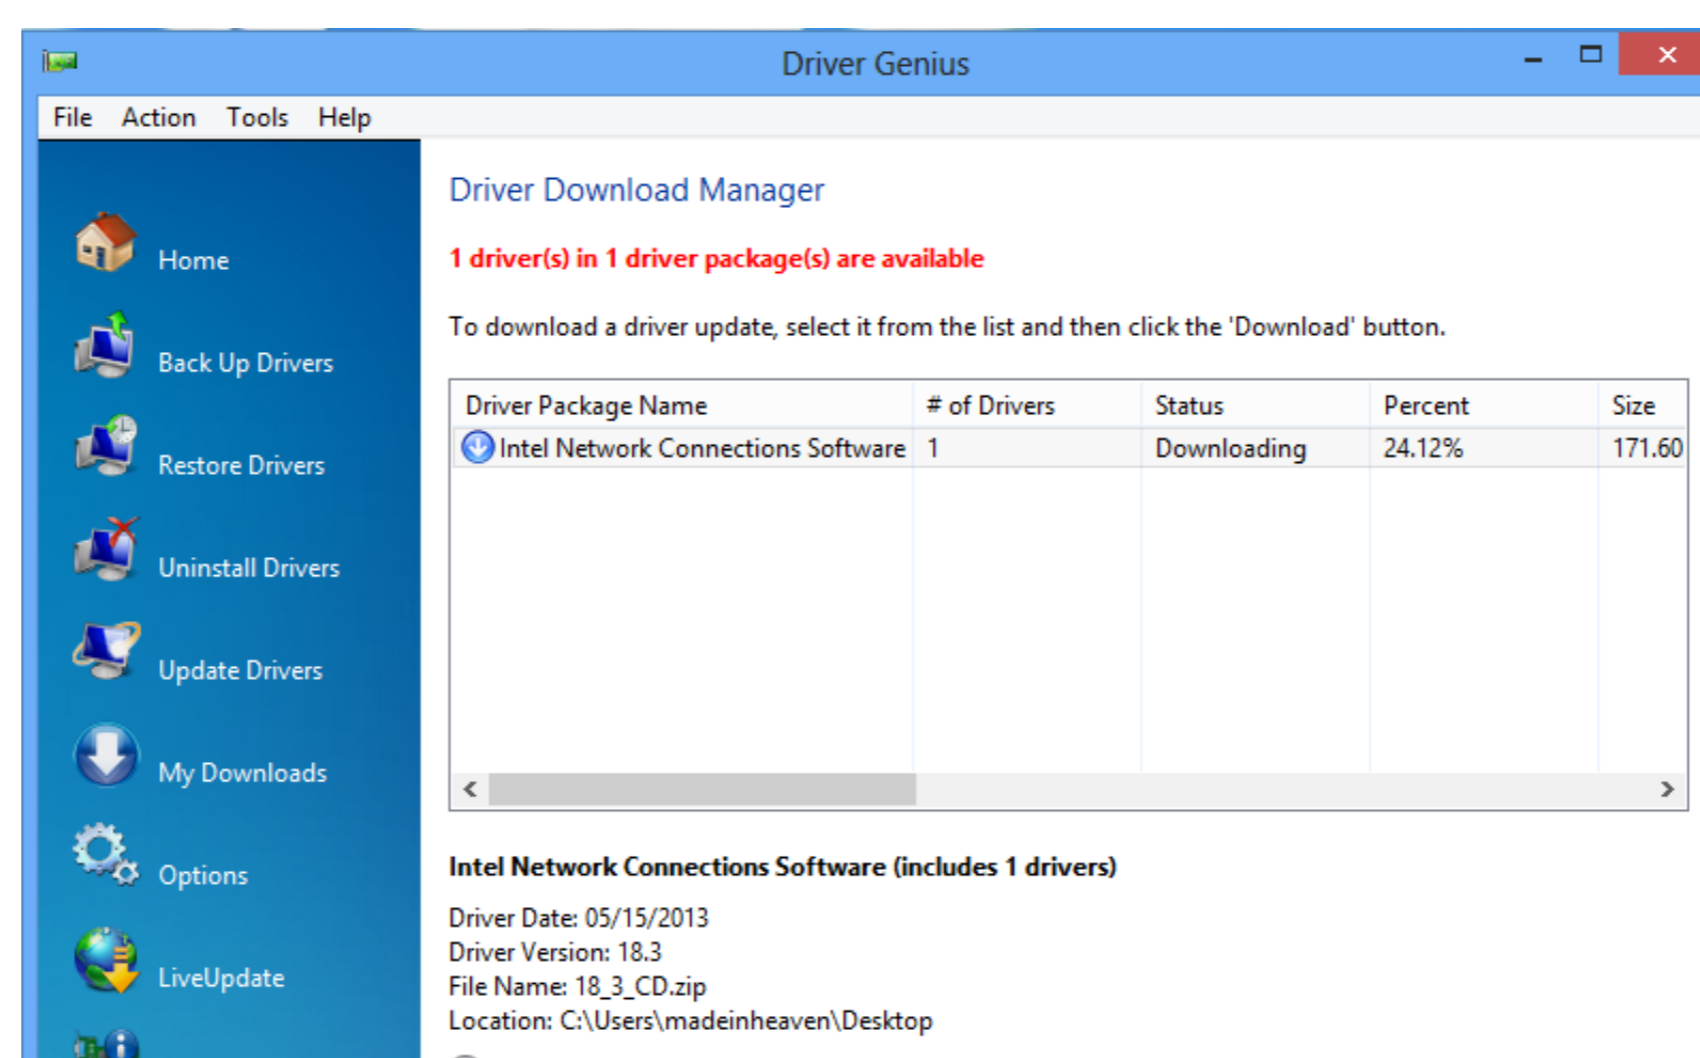 Driver Genius
File Action Tools Help
Home
Back Up Drivers
Restore Drivers
Uninstall Drivers
Update Drivers
My Downloads
Options
LiveUpdate
Driver Download Manager
1 driver(s) in 1 driver package(s) are available
To download a driver update, select it from the list and then click the 'Download' button.
Driver Package Name # of Drivers Status Percent Size
Intel Network Connections Software 1 Downloading 24.12% 171.60
Intel Network Connections Software (includes 1 drivers)
Driver Date: 05/15/2013
Driver Version: 18.3
File Name: 18_3_CD.zip
Location: C:\Users\madeinheaven\Desktop